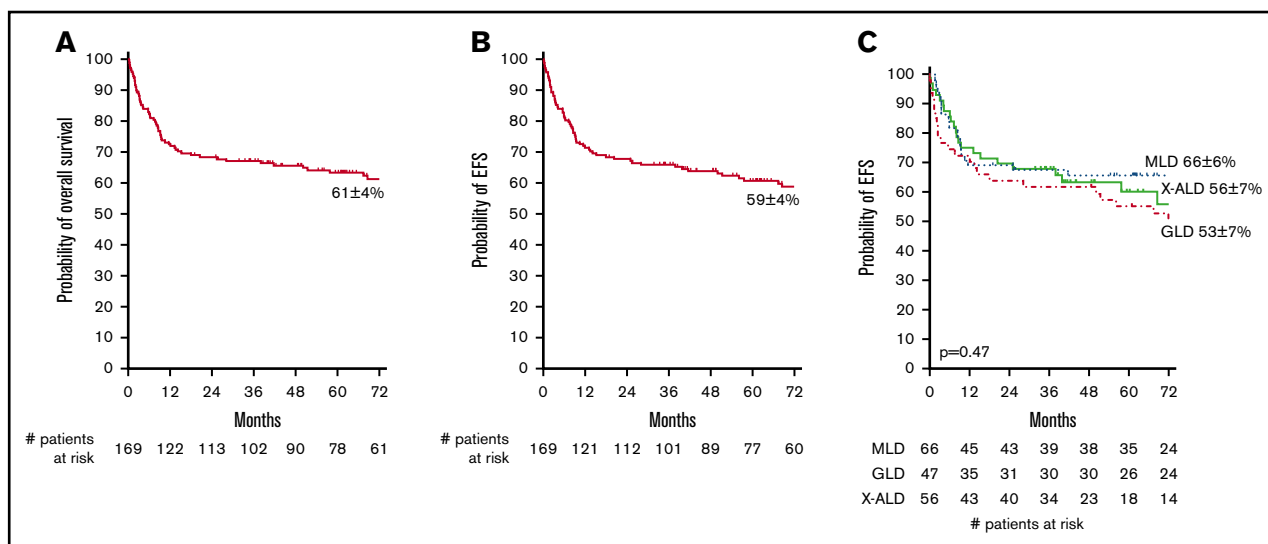 A
Probability of overall survival
100
90
80
70
60
50
40
30
20
10
0
61±4%
0 12 24 36 48 60 72
Months
# patients
at risk
169 122 113 102 90 78 61
B
Probability of EFS
100
90
80
70
60
50
40
30
20
10
0
59±4%
0 12 24 36 48 60 72
Months
# patients
at risk
169 121 112 101 89 77 60
C
Probability of EFS
100
90
80
70
60
50
40
30
20
10
0
MLD 66±6%
X-ALD 56±7%
GLD 53±7%
p=0.47
0 12 24 36 48 60 72
Months
MLD 66 45 43 39 38 35 24
GLD 47 35 31 30 30 26 24
X-ALD 56 43 40 34 23 18 14
# patients at risk